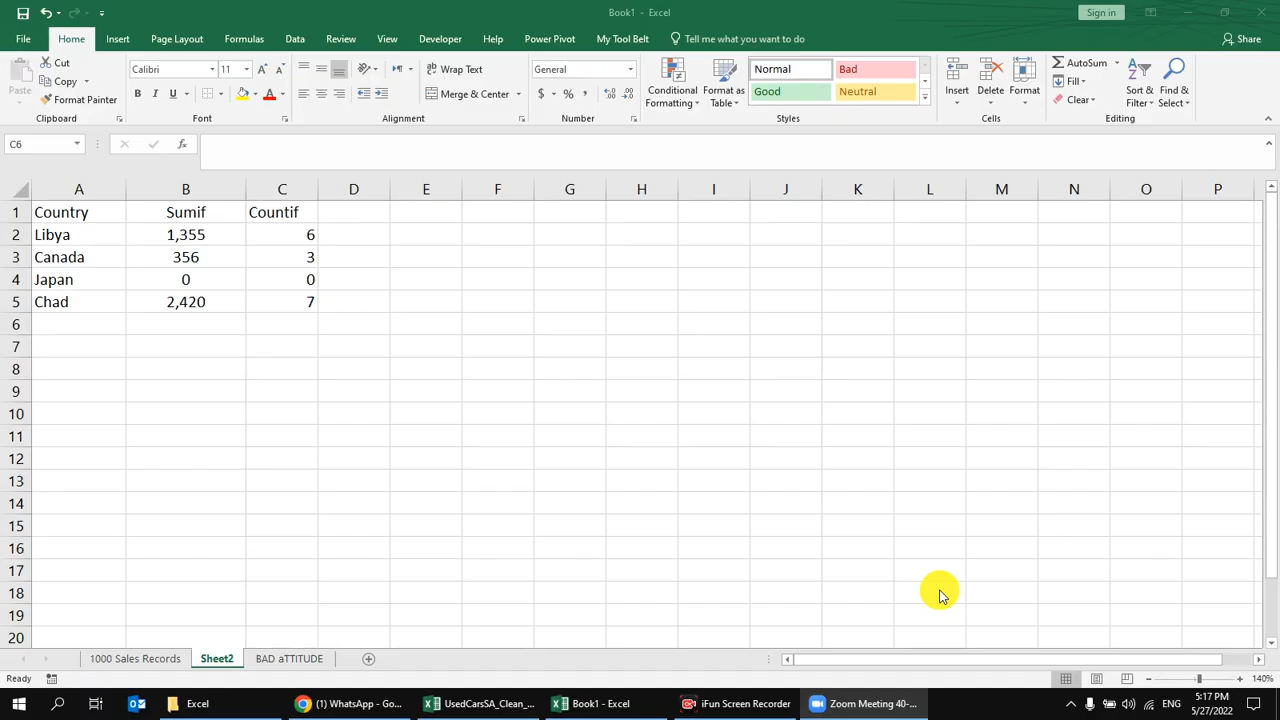 Book1 - Excel
Sign in
File Home Insert Page Layout Formulas Data Review View Developer Help Power Pivot My Tool Belt Tell me what you want to do Share
Paste
Cut
Copy
Format Painter
Clipboard
Calibri 11
B I U
Font
Wrap Text
Merge & Center
Alignment
General
$ % ,
Number
Conditional Formatting
Format as Table
Normal Bad
Good Neutral
Styles
Insert Delete Format
Cells
AutoSum
Fill
Clear
Sort & Filter
Find & Select
Editing
C6
fx
A B C D E F G H I J K L M N O P
1 Country Sumif Countif
2 Libya 1,355 6
3 Canada 356 3
4 Japan 0 0
5 Chad 2,420 7
6
7
8
9
10
11
12
13
14
15
16
17
18
19
20
1000 Sales Records Sheet2 BAD aTTITUDE
Ready
140%
Excel
(1) WhatsApp - Go...
UsedCarsSA_Clean_...
Book1 - Excel
iFun Screen Recorder
Zoom Meeting 40-...
ENG
5:17 PM
5/27/2022